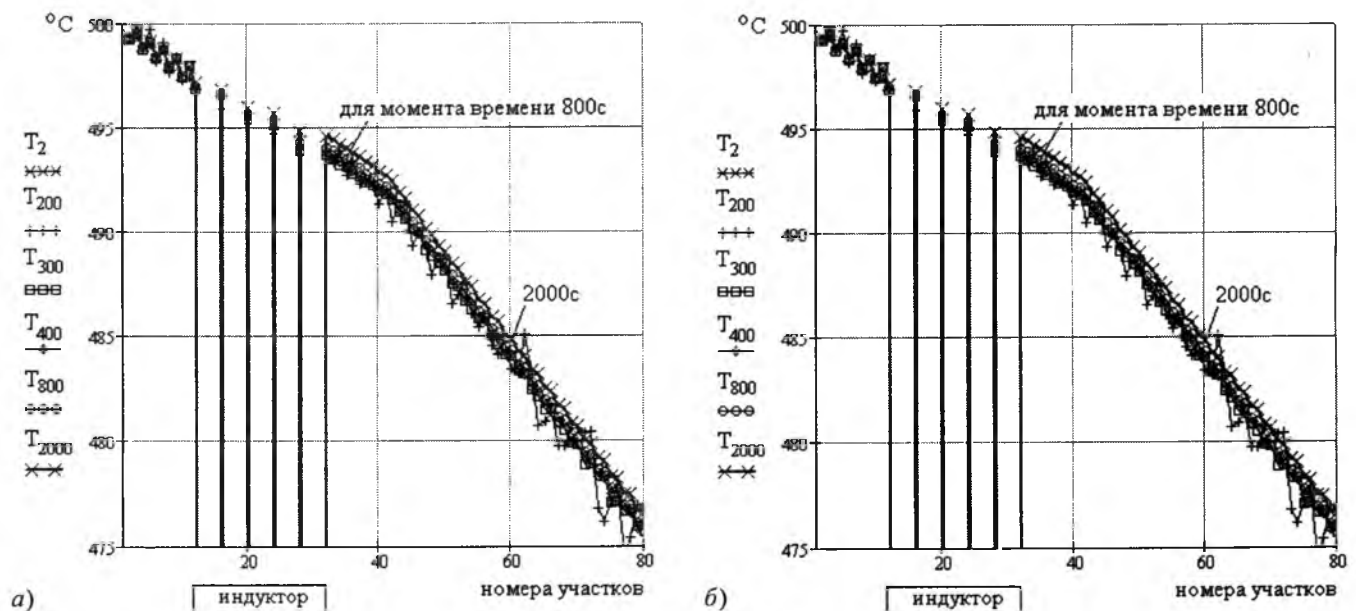 °C
500
495
490
485
480
475
T2
T200
T300
T400
T800
T2000
для момента времени 800с
2000с
20
40
60
80
индуктор
номера участков
а)
°C
500
495
490
485
480
475
T2
T200
T300
T400
T800
T2000
для момента времени 800с
2000с
20
40
60
80
индуктор
номера участков
б)